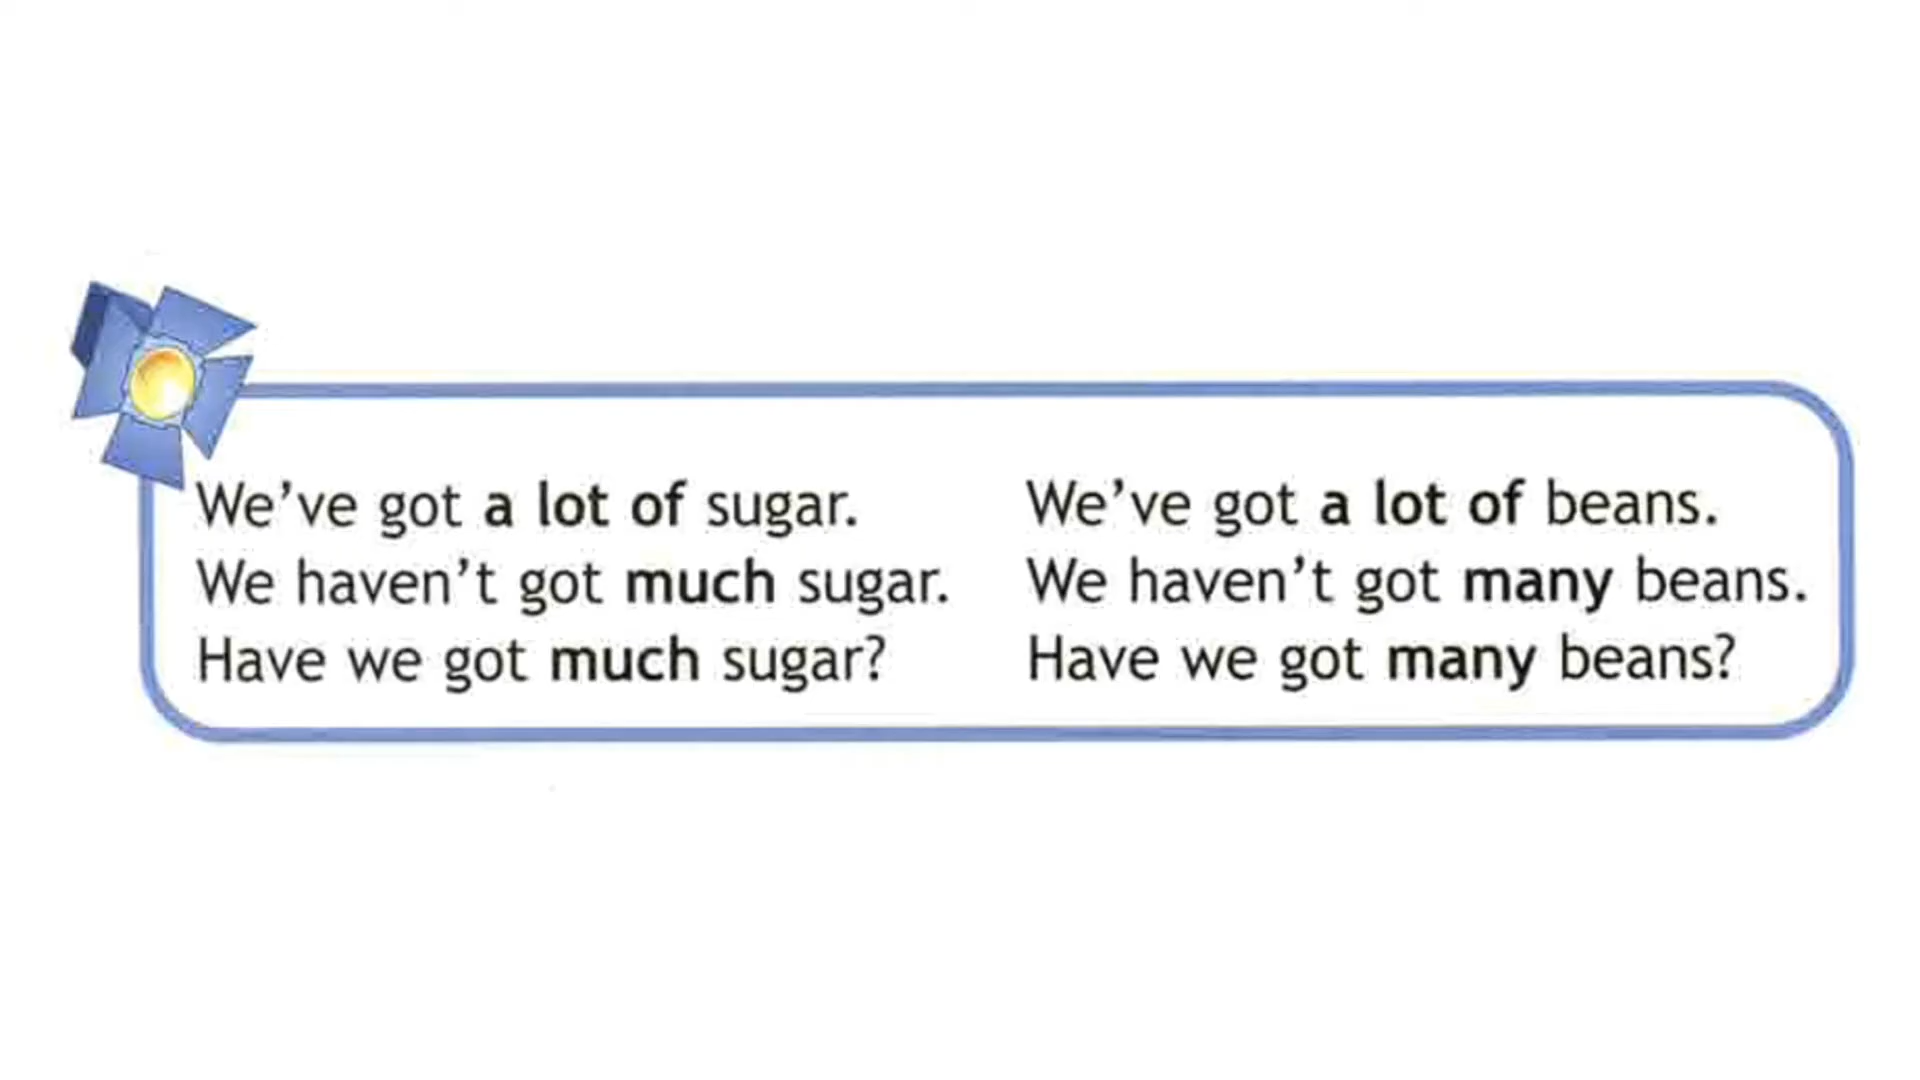 We've got a lot of sugar.
We haven't got much sugar.
Have we got much sugar?
We've got a lot of beans.
We haven't got many beans.
Have we got many beans?